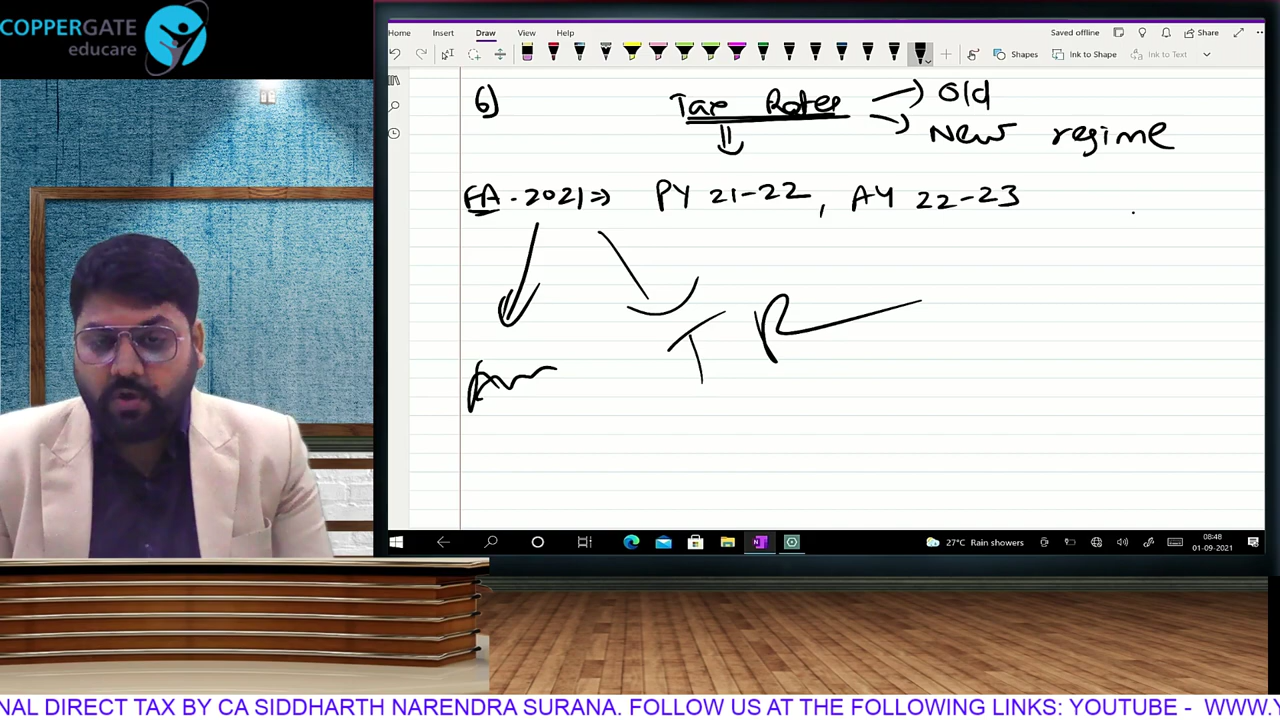 COPPERGATE
educare
Home Insert Draw View Help
Saved offline
Share
Shapes
Ink to Shape
Ink to Text
6) Tax Rates → Old
→ New regime
FA - 2021 ⇒ PY 21-22, AY 22-23
T R
27°C Rain showers
08:48
01-09-2021
NAL DIRECT TAX BY CA SIDDHARTH NARENDRA SURANA. FOLLOW US AT THE FOLLOWING LINKS: YOUTUBE - WWW.Y